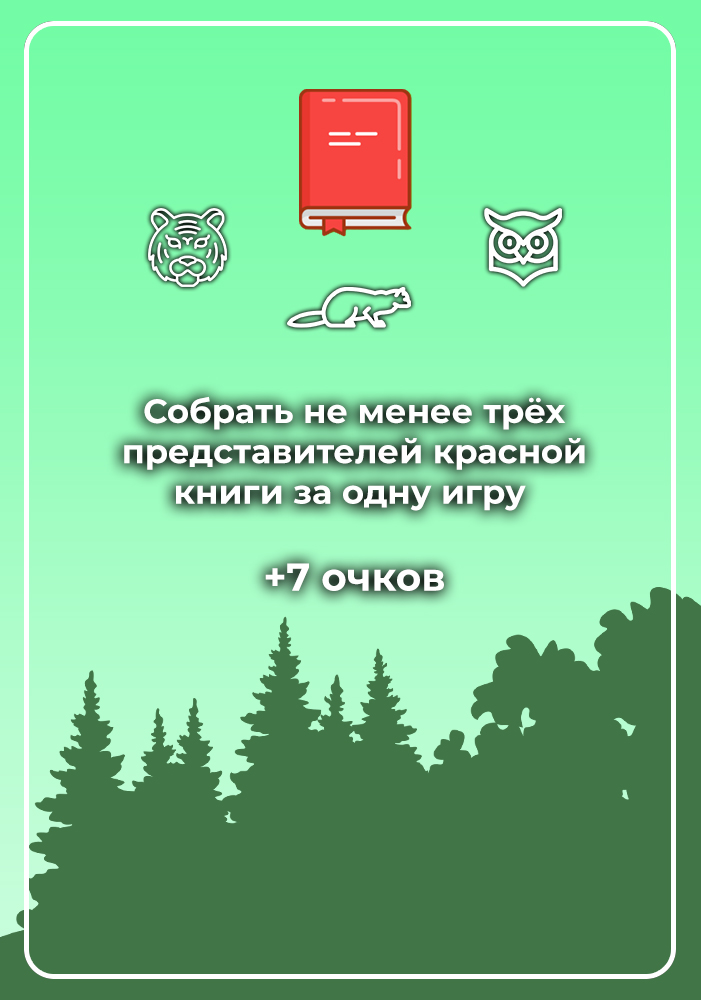 Собрать не менее трёх
представителей красной
книги за одну игру
+7 очков